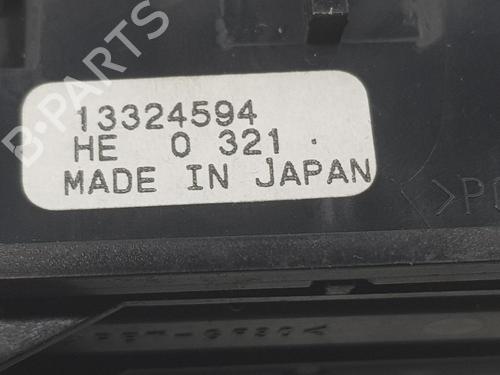 B-PARTS
13324594
HE 0 321 .
MADE IN JAPAN